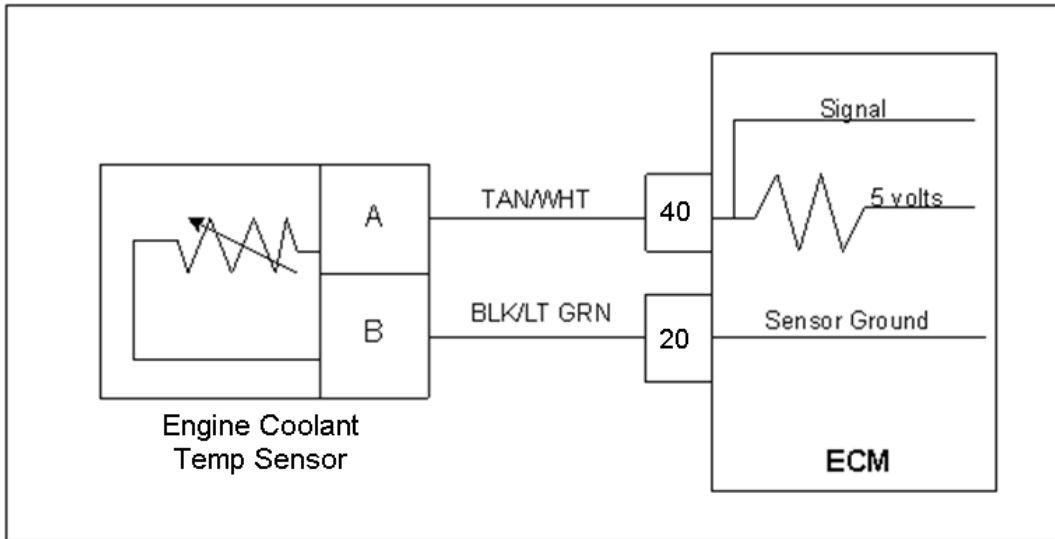 Signal
5 volts
A
TAN/WHT
40
B
BLK/LT GRN
20
Sensor Ground
Engine Coolant
Temp Sensor
ECM